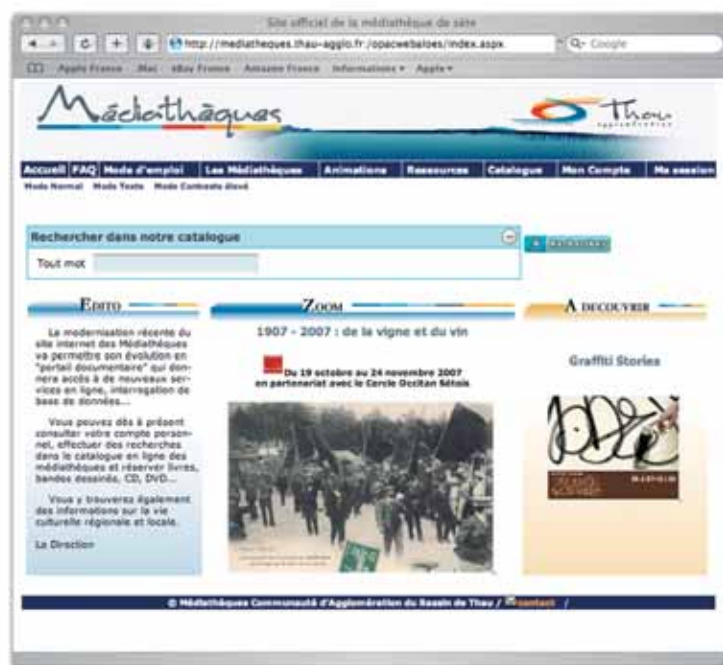 Site officiel de la médiathèque de sète
http://mediatheques.thau-agglo.fr/opacwebaloes/index.aspx
Google
Apple France Mac eBay France Amazon France Informations Apple
Médiathèques
Thau
agglomération
Accueil FAQ Mode d'emploi Les Médiathèques Animations Ressources Catalogue Mon Compte Ma session
Mode Normal Mode Texte Mode Contraste élevé
Rechercher dans notre catalogue
Tout mot
EDITO
La modernisation récente du
site internet des Médiathèques
va permettre son évolution en
"portail documentaire" qui don-
nera accès à de nouveaux ser-
vices en ligne, interrogation de
base de données...
Vous pouvez dès à présent
consulter votre compte person-
nel, effectuer des recherches
dans le catalogue en ligne des
médiathèques et réserver livres,
bandes dessinés, CD, DVD...
Vous y trouverez également
des informations sur la vie
culturelle régionale et locale.
La Direction
ZOOM
1907 - 2007 : de la vigne et du vin
Du 19 octobre au 24 novembre 2007
en partenariat avec le Cercle Occitan Sétois
A DECOUVRIR
Graffiti Stories
© Médiathèques Communauté d'Agglomération du Bassin de Thau / contact /